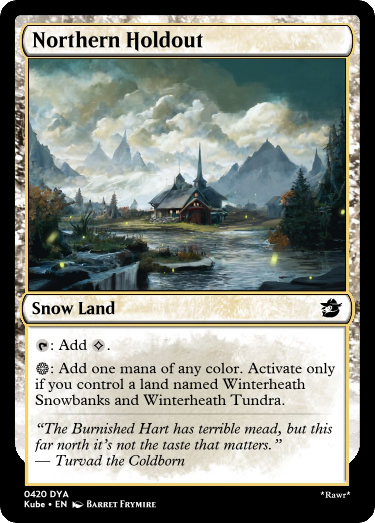 Northern Holdout
Snow Land
: Add .
: Add one mana of any color. Activate only
if you control a land named Winterheath
Snowbanks and Winterheath Tundra.
“The Burnished Hart has terrible mead, but this
far north it’s not the taste that matters.”
— Turvad the Coldborn
0420 DYA
Kube • EN Barret Frymire
*Rawr*